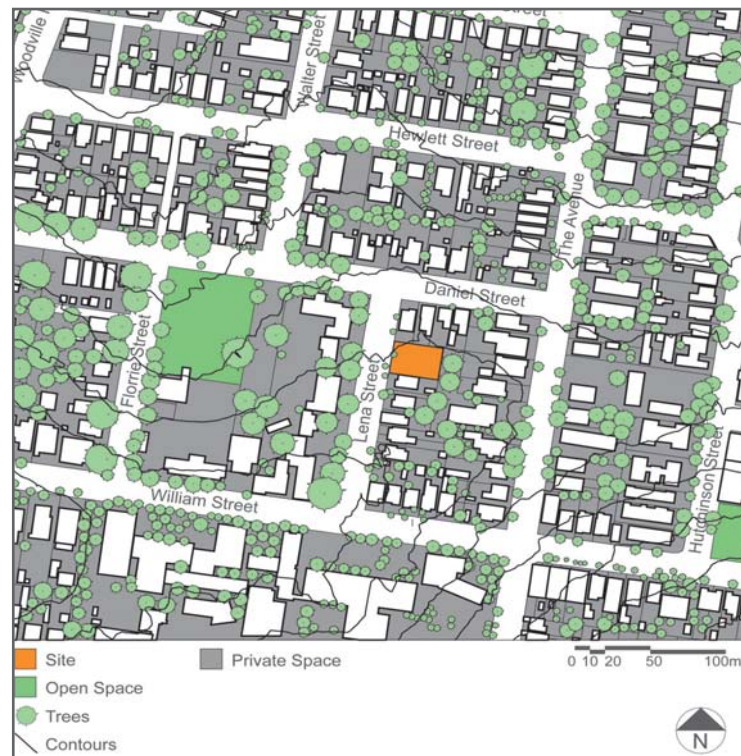 Street
Woodville
Walter Street
Hewlett Street
The Avenue
Daniel Street
Florrie Street
Lena Street
William Street
Hutchinson Street
Site
Private Space
0 10 20 50 100m
Open Space
Trees
Contours
N